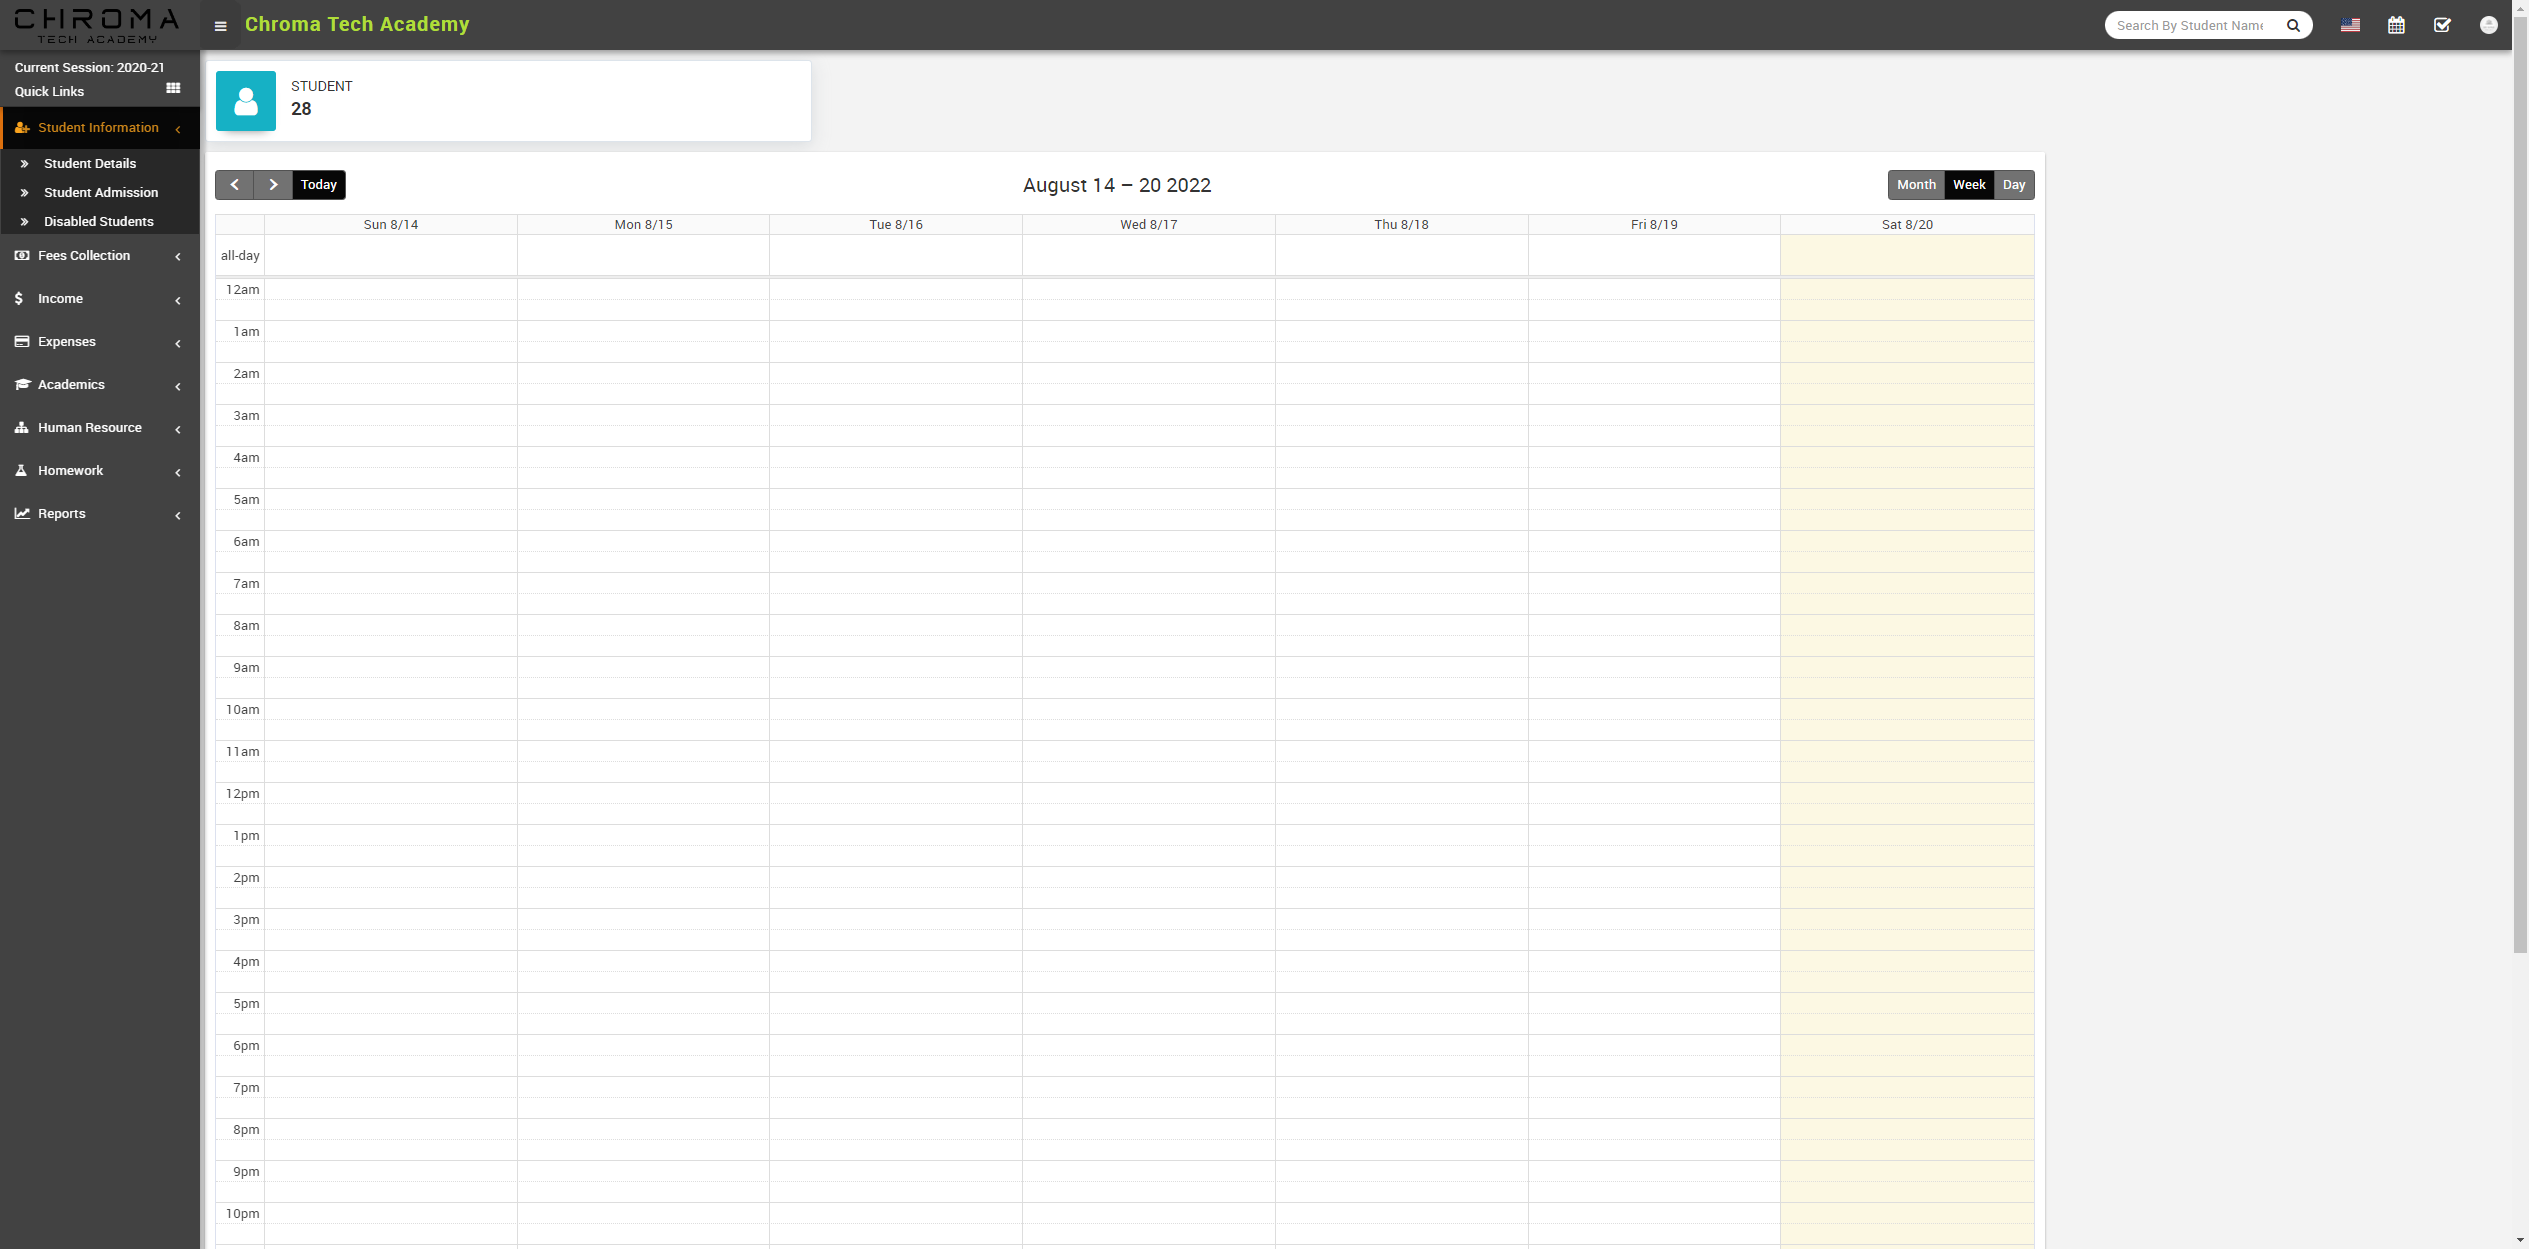 CHROMA
TECH ACADEMY
Chroma Tech Academy
Search By Student Name
Current Session: 2020-21
Quick Links
Student Information
Student Details
Student Admission
Disabled Students
Fees Collection
Income
Expenses
Academics
Human Resource
Homework
Reports
STUDENT
28
Today
August 14 – 20 2022
Month Week Day
Sun 8/14 Mon 8/15 Tue 8/16 Wed 8/17 Thu 8/18 Fri 8/19 Sat 8/20
all-day
12am
1am
2am
3am
4am
5am
6am
7am
8am
9am
10am
11am
12pm
1pm
2pm
3pm
4pm
5pm
6pm
7pm
8pm
9pm
10pm